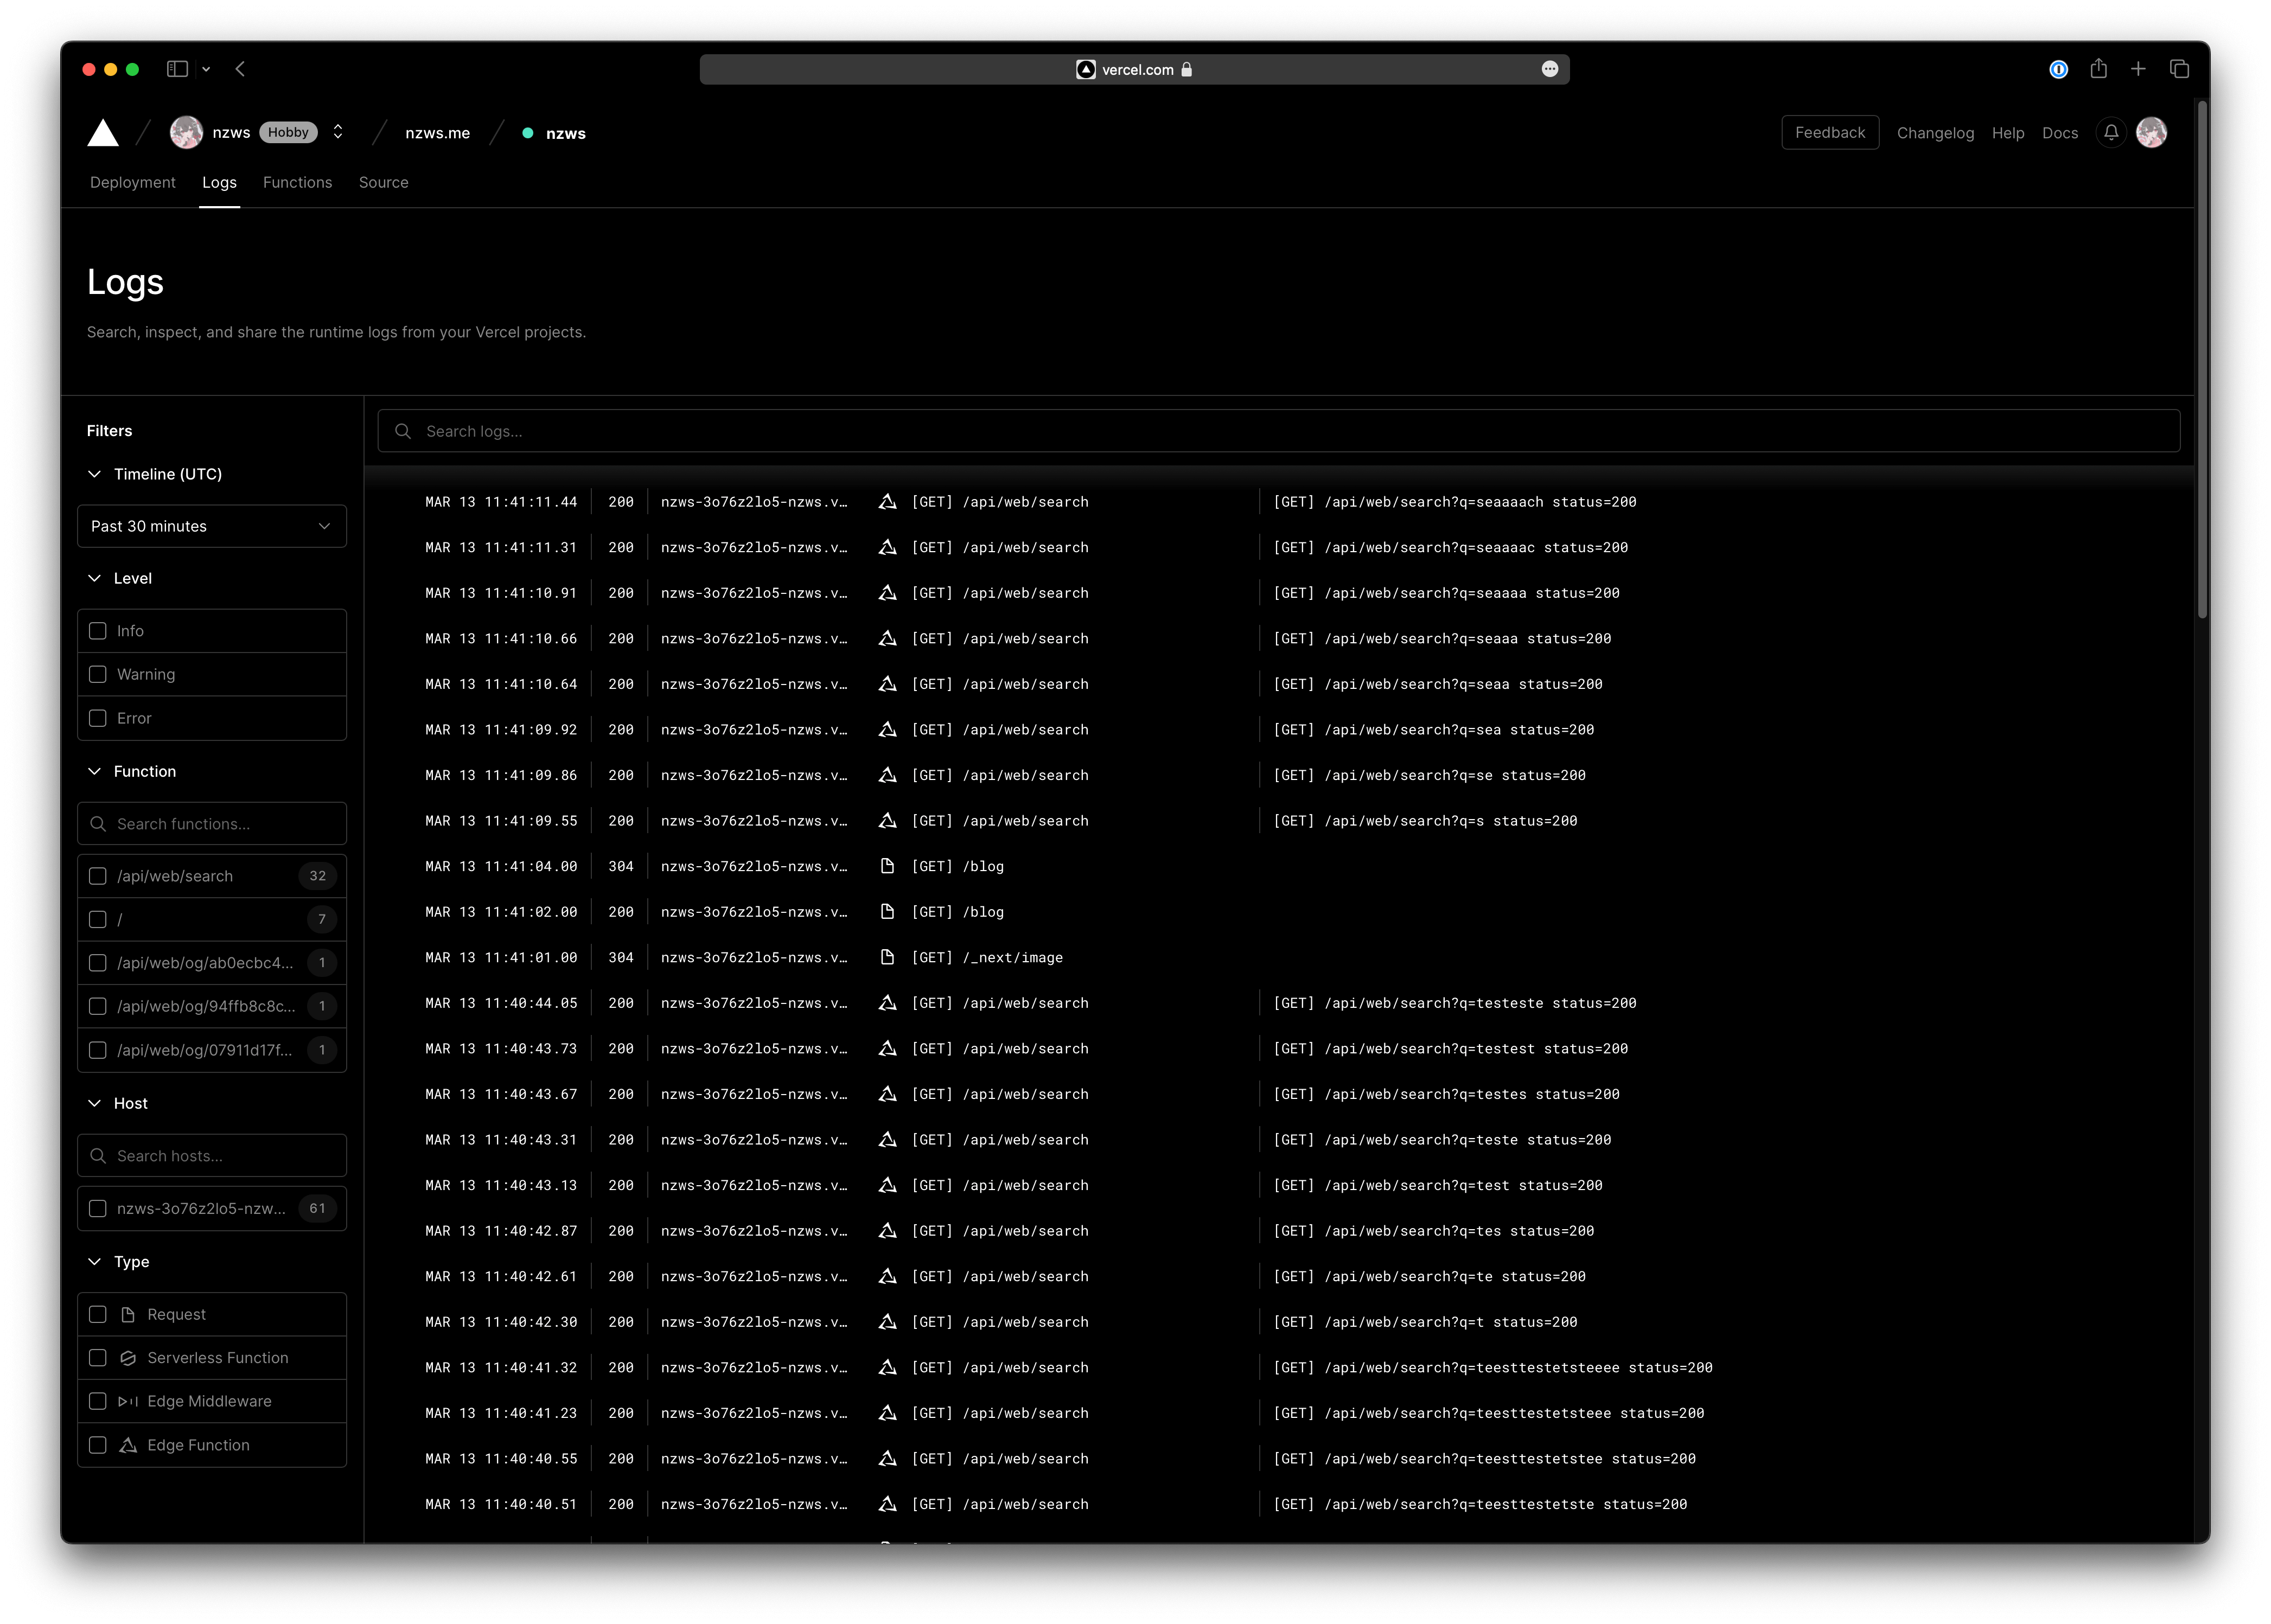 vercel.com
nzws Hobby nzws.me nzws
Feedback Changelog Help Docs
Deployment Logs Functions Source
Logs
Search, inspect, and share the runtime logs from your Vercel projects.
Filters
Timeline (UTC)
Past 30 minutes
Level
Info
Warning
Error
Function
Search functions...
/api/web/search 32
/ 7
/api/web/og/ab0ecbc4... 1
/api/web/og/94ffb8c8c... 1
/api/web/og/07911d17f... 1
Host
Search hosts...
nzws-3o76z2lo5-nzw... 61
Type
Request
Serverless Function
Edge Middleware
Edge Function
Search logs...
MAR 13 11:41:11.44 200 nzws-3o76z2lo5-nzws.v… [GET] /api/web/search [GET] /api/web/search?q=seaaaach status=200
MAR 13 11:41:11.31 200 nzws-3o76z2lo5-nzws.v… [GET] /api/web/search [GET] /api/web/search?q=seaaaac status=200
MAR 13 11:41:10.91 200 nzws-3o76z2lo5-nzws.v… [GET] /api/web/search [GET] /api/web/search?q=seaaaa status=200
MAR 13 11:41:10.66 200 nzws-3o76z2lo5-nzws.v… [GET] /api/web/search [GET] /api/web/search?q=seaaa status=200
MAR 13 11:41:10.64 200 nzws-3o76z2lo5-nzws.v… [GET] /api/web/search [GET] /api/web/search?q=seaa status=200
MAR 13 11:41:09.92 200 nzws-3o76z2lo5-nzws.v… [GET] /api/web/search [GET] /api/web/search?q=sea status=200
MAR 13 11:41:09.86 200 nzws-3o76z2lo5-nzws.v… [GET] /api/web/search [GET] /api/web/search?q=se status=200
MAR 13 11:41:09.55 200 nzws-3o76z2lo5-nzws.v… [GET] /api/web/search [GET] /api/web/search?q=s status=200
MAR 13 11:41:04.00 304 nzws-3o76z2lo5-nzws.v… [GET] /blog
MAR 13 11:41:02.00 200 nzws-3o76z2lo5-nzws.v… [GET] /blog
MAR 13 11:41:01.00 304 nzws-3o76z2lo5-nzws.v… [GET] /_next/image
MAR 13 11:40:44.05 200 nzws-3o76z2lo5-nzws.v… [GET] /api/web/search [GET] /api/web/search?q=testeste status=200
MAR 13 11:40:43.73 200 nzws-3o76z2lo5-nzws.v… [GET] /api/web/search [GET] /api/web/search?q=testest status=200
MAR 13 11:40:43.67 200 nzws-3o76z2lo5-nzws.v… [GET] /api/web/search [GET] /api/web/search?q=testes status=200
MAR 13 11:40:43.31 200 nzws-3o76z2lo5-nzws.v… [GET] /api/web/search [GET] /api/web/search?q=teste status=200
MAR 13 11:40:43.13 200 nzws-3o76z2lo5-nzws.v… [GET] /api/web/search [GET] /api/web/search?q=test status=200
MAR 13 11:40:42.87 200 nzws-3o76z2lo5-nzws.v… [GET] /api/web/search [GET] /api/web/search?q=tes status=200
MAR 13 11:40:42.61 200 nzws-3o76z2lo5-nzws.v… [GET] /api/web/search [GET] /api/web/search?q=te status=200
MAR 13 11:40:42.30 200 nzws-3o76z2lo5-nzws.v… [GET] /api/web/search [GET] /api/web/search?q=t status=200
MAR 13 11:40:41.32 200 nzws-3o76z2lo5-nzws.v… [GET] /api/web/search [GET] /api/web/search?q=teesttestetsteeee status=200
MAR 13 11:40:41.23 200 nzws-3o76z2lo5-nzws.v… [GET] /api/web/search [GET] /api/web/search?q=teesttestetsteee status=200
MAR 13 11:40:40.55 200 nzws-3o76z2lo5-nzws.v… [GET] /api/web/search [GET] /api/web/search?q=teesttestetstee status=200
MAR 13 11:40:40.51 200 nzws-3o76z2lo5-nzws.v… [GET] /api/web/search [GET] /api/web/search?q=teesttestetste status=200